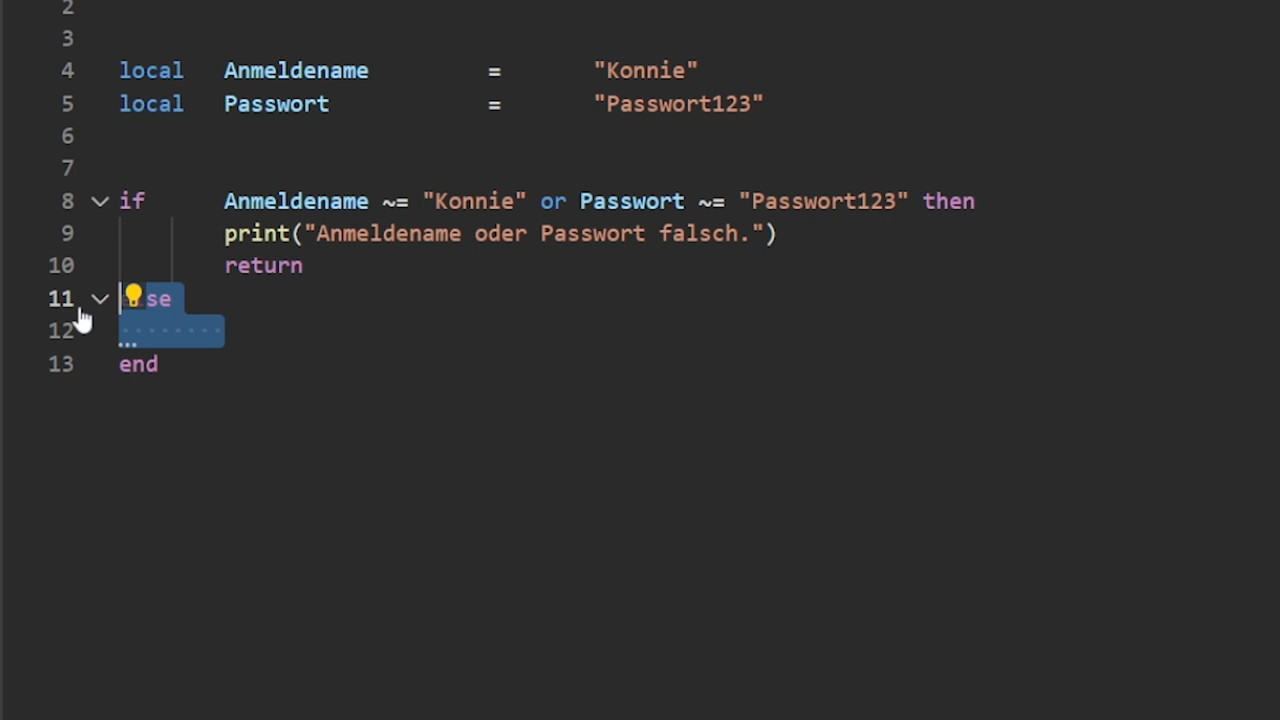 2
3
4 local Anmeldename = "Konnie"
5 local Passwort = "Passwort123"
6
7
8 if Anmeldename ~= "Konnie" or Passwort ~= "Passwort123" then
9 print("Anmeldename oder Passwort falsch.")
10 return
11 else
12
13 end